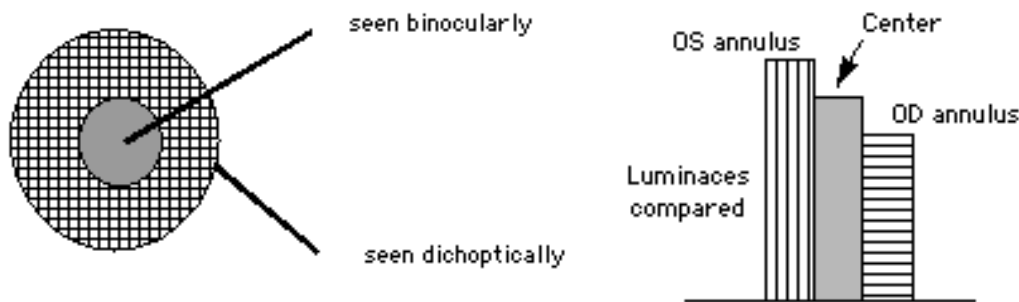 seen binocularly
seen dichoptically
Center
OS annulus
OD annulus
Luminaces
compared